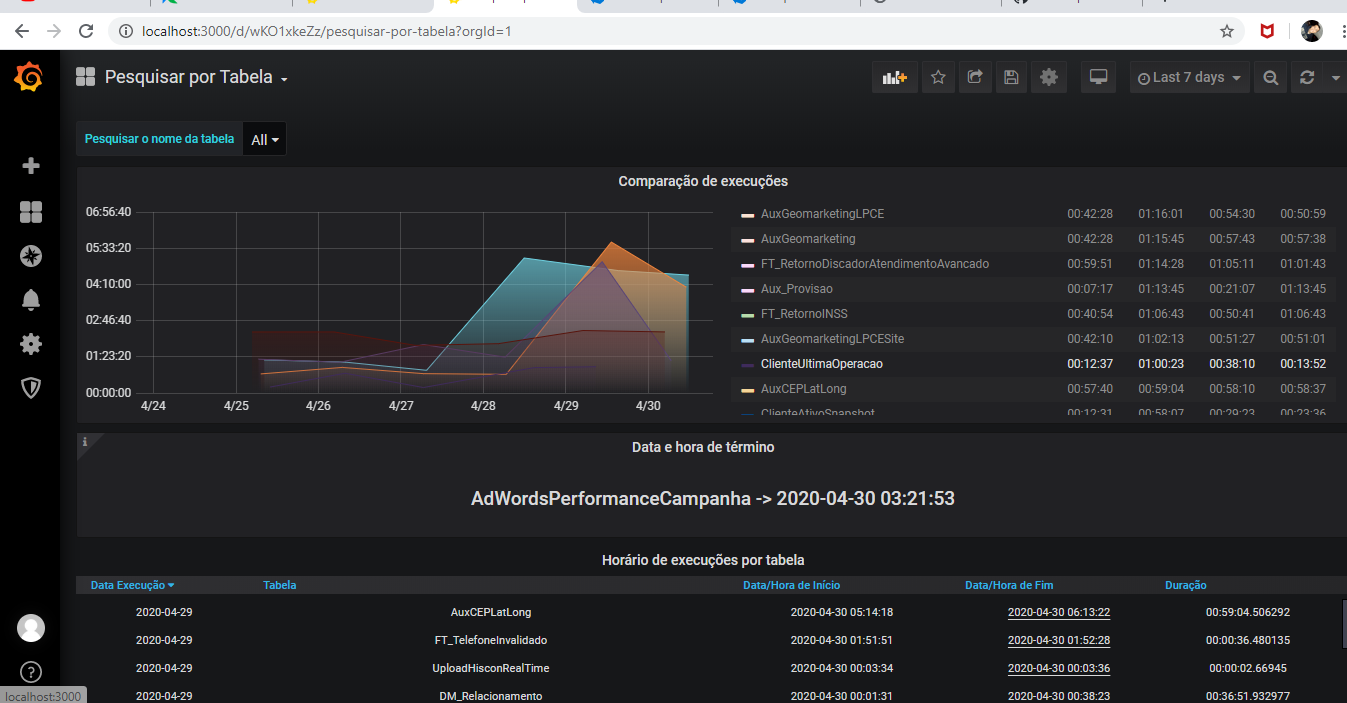 localhost:3000/d/wKO1xkeZz/pesquisar-por-tabela?orgId=1
Pesquisar por Tabela
Last 7 days
Pesquisar o nome da tabela All
Comparação de execuções
06:56:40
05:33:20
04:10:00
02:46:40
01:23:20
00:00:00
4/24 4/25 4/26 4/27 4/28 4/29 4/30
AuxGeomarketingLPCE 00:42:28 01:16:01 00:54:30 00:50:59
AuxGeomarketing 00:42:28 01:15:45 00:57:43 00:57:38
FT_RetornoDiscadorAtendimentoAvancado 00:59:51 01:14:28 01:05:11 01:01:43
Aux_Provisao 00:07:17 01:13:45 00:21:07 01:13:45
FT_RetornoINSS 00:40:54 01:06:43 00:50:41 01:06:43
AuxGeomarketingLPCESite 00:42:10 01:02:13 00:51:27 00:51:01
ClienteUltimaOperacao 00:12:37 01:00:23 00:38:10 00:13:52
AuxCEPLatLong 00:57:40 00:59:04 00:58:10 00:58:37
ClienteAtivoSnapshot 00:12:31 00:58:07 00:29:23 00:23:36
i
Data e hora de término
AdWordsPerformanceCampanha -> 2020-04-30 03:21:53
Horário de execuções por tabela
Data Execução Tabela Data/Hora de Início Data/Hora de Fim Duração
2020-04-29 AuxCEPLatLong 2020-04-30 05:14:18 2020-04-30 06:13:22 00:59:04.506292
2020-04-29 FT_TelefoneInvalidado 2020-04-30 01:51:51 2020-04-30 01:52:28 00:00:36.480135
2020-04-29 UploadHisconRealTime 2020-04-30 00:03:34 2020-04-30 00:03:36 00:00:02.66945
2020-04-29 DM_Relacionamento 2020-04-30 00:01:31 2020-04-30 00:38:23 00:36:51.932977
?
localhost:3000